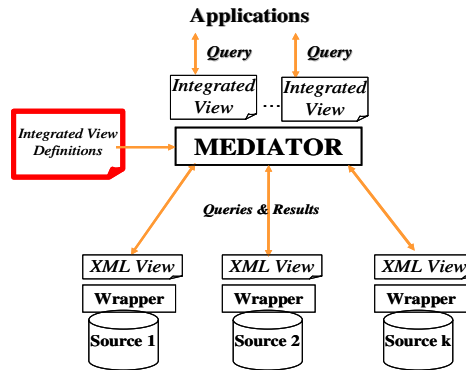 Applications
Query Query
Integrated Integrated
View ... View
Integrated View
Definitions
MEDIATOR
Queries & Results
XML View XML View XML View
Wrapper Wrapper Wrapper
Source 1 Source 2 Source k